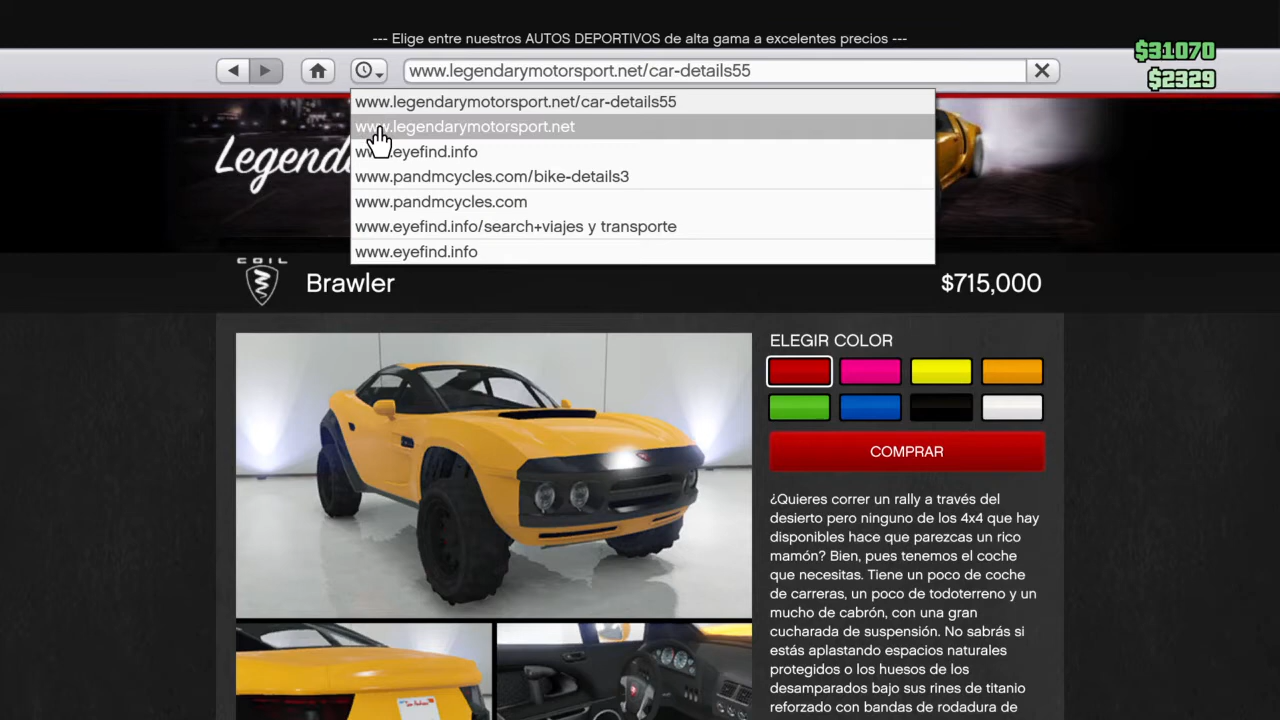 --- Elige entre nuestros AUTOS DEPORTIVOS de alta gama a excelentes precios ---
$31070
$2329
www.legendarymotorsport.net/car-details55
www.legendarymotorsport.net/car-details55
www.legendarymotorsport.net
www.eyefind.info
www.pandmcycles.com/bike-details3
www.pandmcycles.com
www.eyefind.info/search+viajes y transporte
www.eyefind.info
COIL
Brawler
$715,000
ELEGIR COLOR
COMPRAR
¿Quieres correr un rally a través del
desierto pero ninguno de los 4x4 que hay
disponibles hace que parezcas un rico
mamón? Bien, pues tenemos el coche
que necesitas. Tiene un poco de coche
de carreras, un poco de todoterreno y un
mucho de cabrón, con una gran
cucharada de suspensión. No sabrás si
estás aplastando espacios naturales
protegidos o los huesos de los
desamparados bajo sus rines de titanio
reforzado con bandas de rodadura de